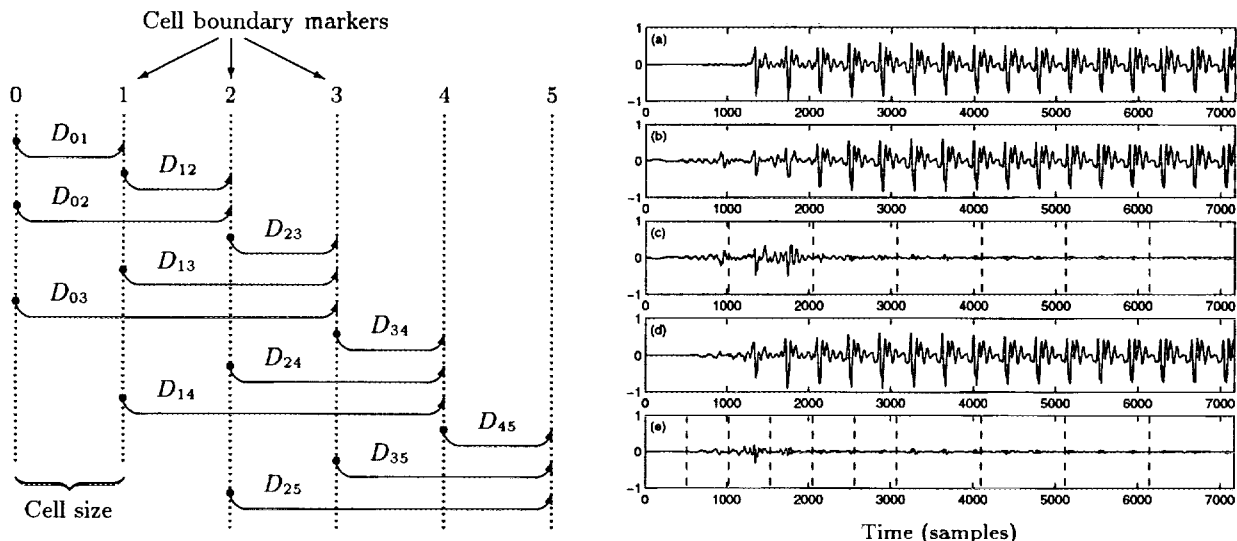 Cell boundary markers
0 1 2 3 4 5
D01
D12
D02
D23
D13
D03
D34
D24
D14
D45
D35
D25
Cell size
(a)
1
0
-1
0 1000 2000 3000 4000 5000 6000 7000
(b)
1
0
-1
0 1000 2000 3000 4000 5000 6000 7000
(c)
1
0
-1
0 1000 2000 3000 4000 5000 6000 7000
(d)
1
0
-1
0 1000 2000 3000 4000 5000 6000 7000
(e)
1
0
-1
0 1000 2000 3000 4000 5000 6000 7000
Time (samples)